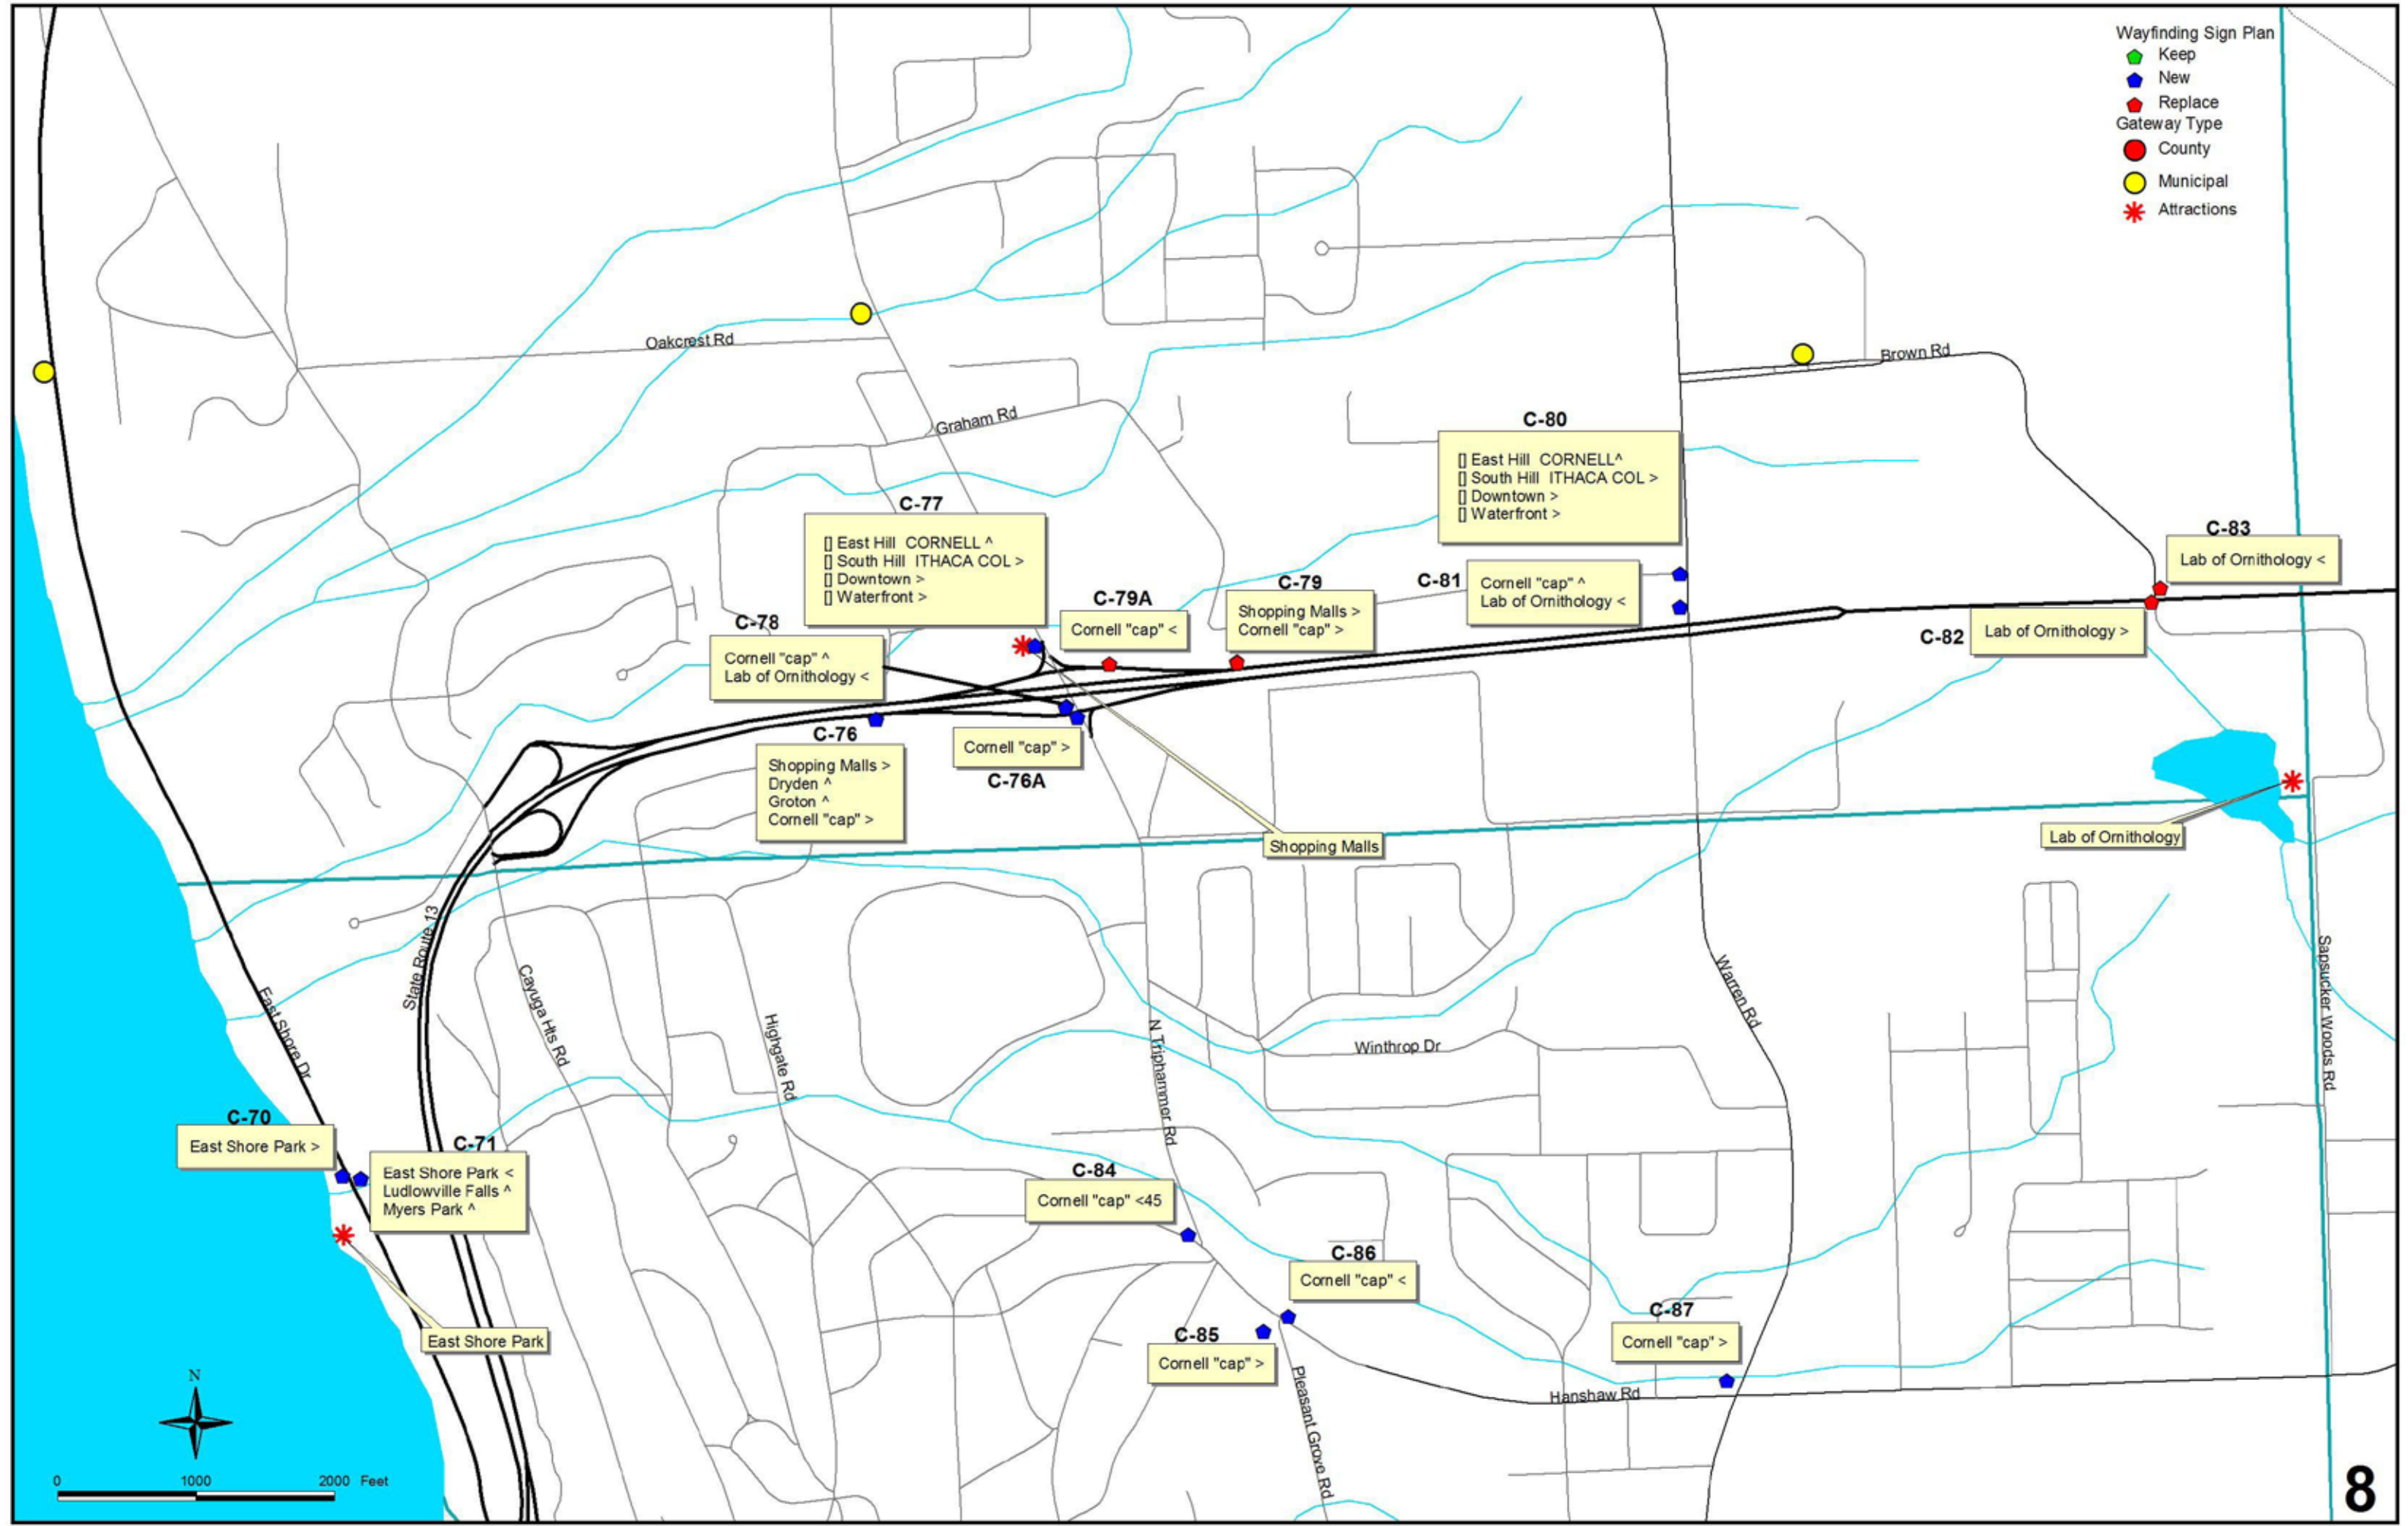 Wayfinding Sign Plan
Keep
New
Replace
Gateway Type
County
Municipal
Attractions
Oakcrest Rd
Brown Rd
Graham Rd
C-80
[] East Hill  CORNELL^
[] South Hill  ITHACA COL >
[] Downtown >
[] Waterfront >
C-77
[] East Hill  CORNELL ^
[] South Hill  ITHACA COL >
[] Downtown >
[] Waterfront >
C-83
Lab of Ornithology <
C-81
Cornell "cap" ^
Lab of Ornithology <
C-79
Shopping Malls >
Cornell "cap" >
C-79A
Cornell "cap" <
C-78
Cornell "cap" ^
Lab of Ornithology <
C-82
Lab of Ornithology >
C-76
Shopping Malls >
Dryden ^
Groton ^
Cornell "cap" >
Cornell "cap" >
C-76A
Shopping Malls
Lab of Ornithology
State Route 13
East Shore Dr
Cayuga Hts Rd
Highgate Rd
N Triphammer Rd
Winthrop Dr
Warren Rd
Sapsucker Woods Rd
C-70
East Shore Park >
C-71
East Shore Park <
Ludlowville Falls ^
Myers Park ^
C-84
Cornell "cap" <45
C-86
Cornell "cap" <
C-87
Cornell "cap" >
C-85
Cornell "cap" >
East Shore Park
Pleasant Grove Rd
Hanshaw Rd
N
0
1000
2000 Feet
8